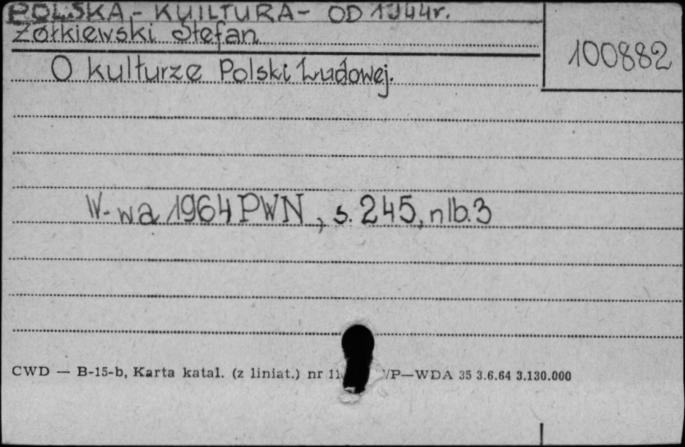 POLSKA - KULTURA - OD 1944r.
Żółkiewski Stefan
100882
O kulturze Polski Ludowej.
W-wa 1964 PWN, s. 245, nlb. 3
CWD — B-15-b, Karta katal. (z liniat.) nr /P—WDA 35 3.6.64 3.130.000